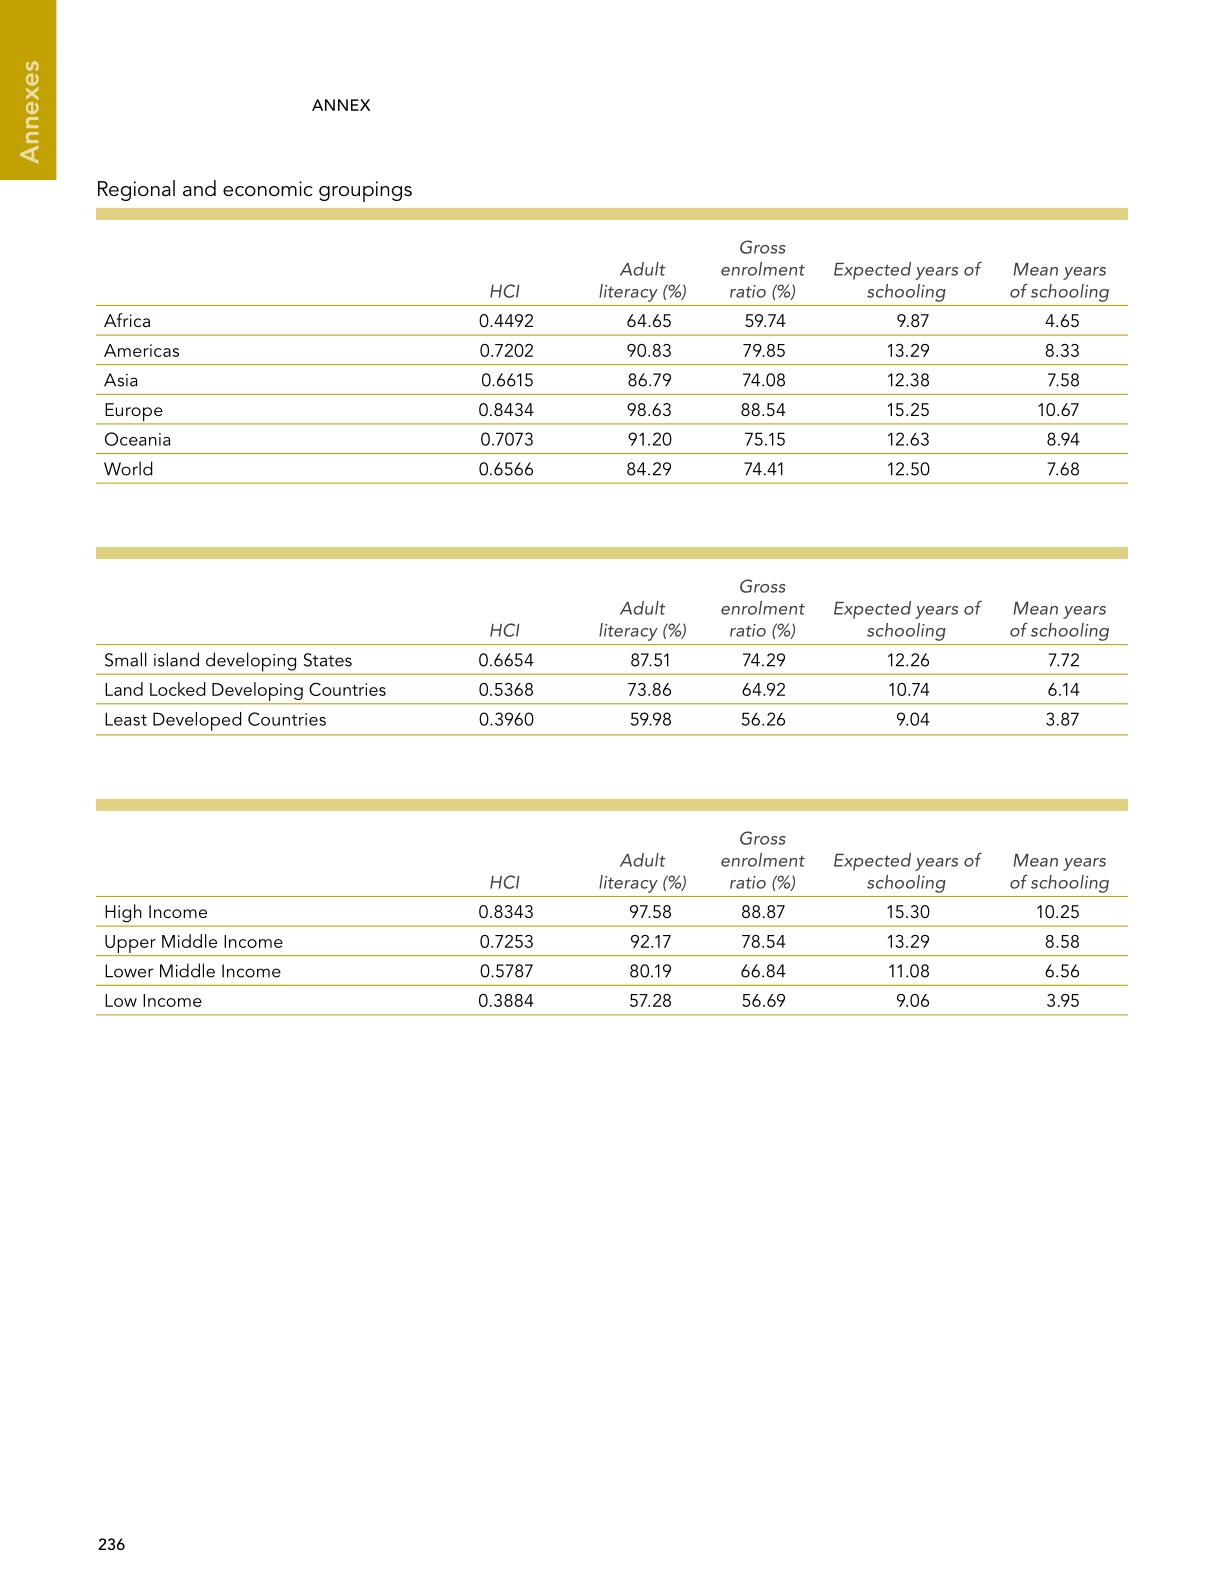 Annexes
ANNEX
Regional and economic groupings
Gross
Adult enrolment Expected years of Mean years
HCI literacy (%) ratio (%) schooling of schooling
Africa 0.4492 64.65 59.74 9.87 4.65
Americas 0.7202 90.83 79.85 13.29 8.33
Asia 0.6615 86.79 74.08 12.38 7.58
Europe 0.8434 98.63 88.54 15.25 10.67
Oceania 0.7073 91.20 75.15 12.63 8.94
World 0.6566 84.29 74.41 12.50 7.68
Gross
Adult enrolment Expected years of Mean years
HCI literacy (%) ratio (%) schooling of schooling
Small island developing States 0.6654 87.51 74.29 12.26 7.72
Land Locked Developing Countries 0.5368 73.86 64.92 10.74 6.14
Least Developed Countries 0.3960 59.98 56.26 9.04 3.87
Gross
Adult enrolment Expected years of Mean years
HCI literacy (%) ratio (%) schooling of schooling
High Income 0.8343 97.58 88.87 15.30 10.25
Upper Middle Income 0.7253 92.17 78.54 13.29 8.58
Lower Middle Income 0.5787 80.19 66.84 11.08 6.56
Low Income 0.3884 57.28 56.69 9.06 3.95
236